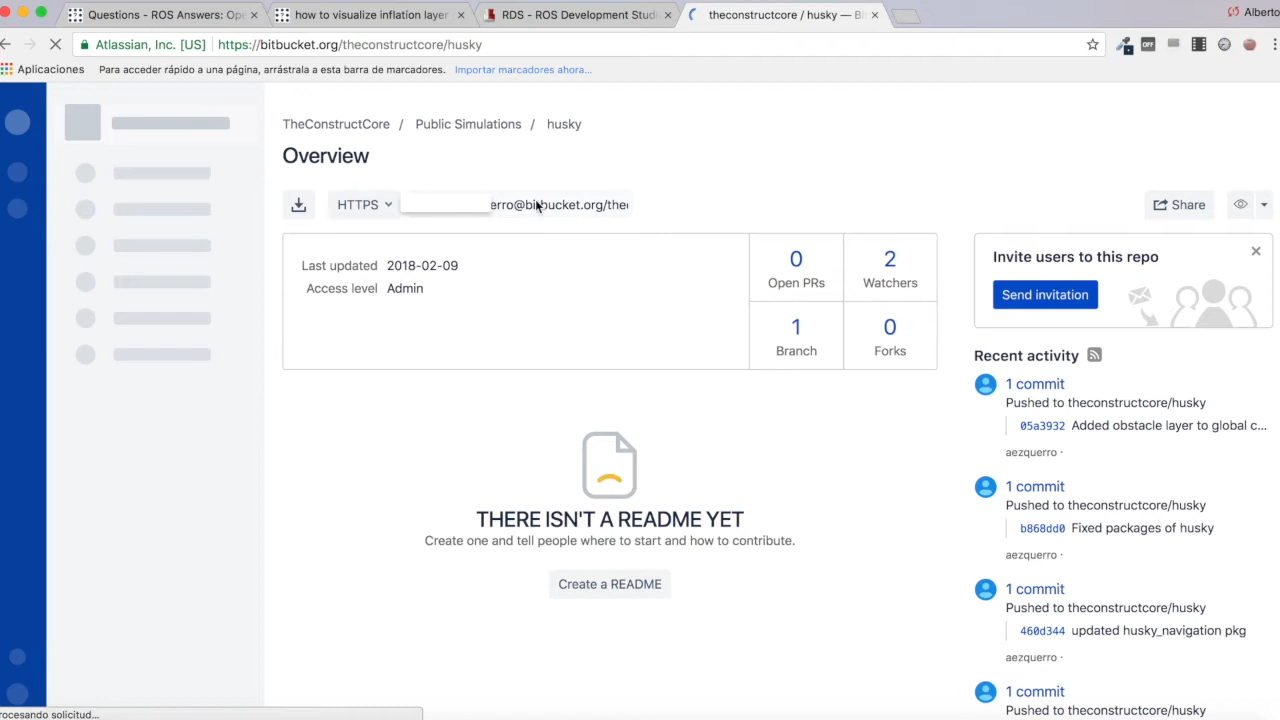 Questions - ROS Answers: Ope
how to visualize inflation layer
RDS - ROS Development Studi
theconstructcore / husky — B
Alberto
Atlassian, Inc. [US]
https://bitbucket.org/theconstructcore/husky
OFF
Aplicaciones
Para acceder rápido a una página, arrástrala a esta barra de marcadores.
Importar marcadores ahora...
TheConstructCore / Public Simulations / husky
Overview
HTTPS
erro@bitbucket.org/thec
Share
Last updated 2018-02-09
Access level Admin
0
Open PRs
2
Watchers
1
Branch
0
Forks
Invite users to this repo
Send invitation
THERE ISN'T A README YET
Create one and tell people where to start and how to contribute.
Create a README
Recent activity
1 commit
Pushed to theconstructcore/husky
05a3932 Added obstacle layer to global c...
aezquerro ·
1 commit
Pushed to theconstructcore/husky
b868dd0 Fixed packages of husky
aezquerro ·
1 commit
Pushed to theconstructcore/husky
460d344 updated husky_navigation pkg
aezquerro ·
1 commit
Pushed to theconstructcore/husky
rocesando solicitud...